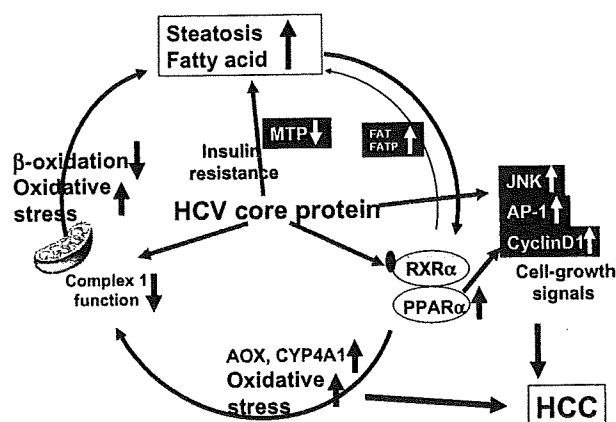 Steatosis
Fatty acid
MTP
FAT
FATP
Insulin
resistance
β-oxidation
Oxidative
stress
HCV core protein
JNK
AP-1
CyclinD1
Cell-growth
signals
RXRα
PPARα
Complex 1
function
AOX, CYP4A1
Oxidative
stress
HCC